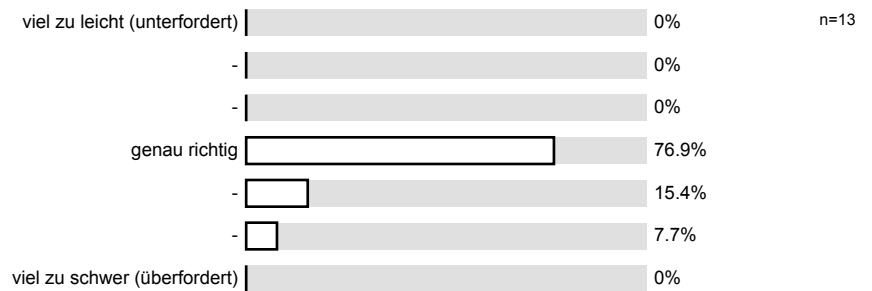 viel zu leicht (unterfordert) 0% n=13
- 0%
- 0%
genau richtig 76.9%
- 15.4%
- 7.7%
viel zu schwer (überfordert) 0%